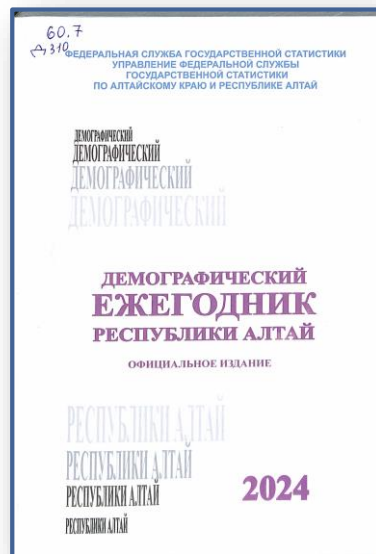 60.7
Д 310
ФЕДЕРАЛЬНАЯ СЛУЖБА ГОСУДАРСТВЕННОЙ СТАТИСТИКИ
УПРАВЛЕНИЕ ФЕДЕРАЛЬНОЙ СЛУЖБЫ
ГОСУДАРСТВЕННОЙ СТАТИСТИКИ
ПО АЛТАЙСКОМУ КРАЮ И РЕСПУБЛИКЕ АЛТАЙ
ДЕМОГРАФИЧЕСКИЙ
ДЕМОГРАФИЧЕСКИЙ
ДЕМОГРАФИЧЕСКИЙ
ДЕМОГРАФИЧЕСКИЙ
ДЕМОГРАФИЧЕСКИЙ
ЕЖЕГОДНИК
РЕСПУБЛИКИ АЛТАЙ
ОФИЦИАЛЬНОЕ ИЗДАНИЕ
РЕСПУБЛИКИ АЛТАЙ
РЕСПУБЛИКИ АЛТАЙ
РЕСПУБЛИКИ АЛТАЙ
РЕСПУБЛИКИ АЛТАЙ
2024